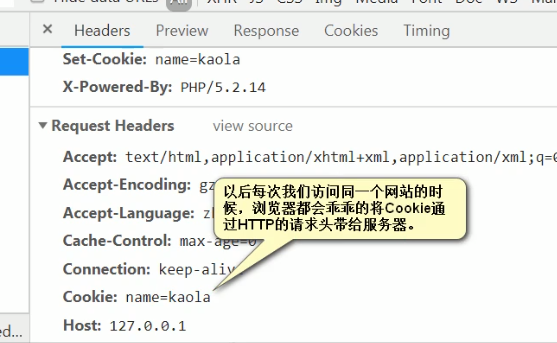 Hide data URLs All XHR JS CSS Img Media Font Doc WS Man
× Headers Preview Response Cookies Timing
Set-Cookie: name=kaola
X-Powered-By: PHP/5.2.14
▼ Request Headers view source
Accept: text/html,application/xhtml+xml,application/xml;q=0
Accept-Encoding: gz
Accept-Language: zh
Cache-Control: max-age=0
Connection: keep-aliv
Cookie: name=kaola
Host: 127.0.0.1
以后每次我们访问同一个网站的时
候，浏览器都会乖乖的将Cookie通
过HTTP的请求头带给服务器。
ed...